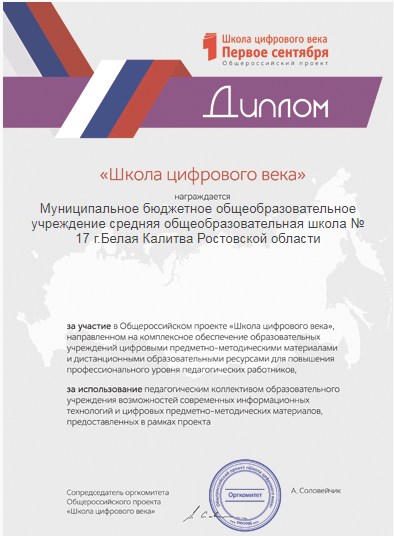 Школа цифрового века
Первое сентября
Общероссийский проект
Диплом
«Школа цифрового века»
награждается
Муниципальное бюджетное общеобразовательное
учреждение средняя общеобразовательная школа №
17 г.Белая Калитва Ростовской области
за участие в Общероссийском проекте «Школа цифрового века»,
направленном на комплексное обеспечение образовательных
учреждений цифровыми предметно-методическими материалами
и дистанционными образовательными ресурсами для повышения
профессионального уровня педагогических работников,
за использование педагогическим коллективом образовательного
учреждения возможностей современных информационных
технологий и цифровых предметно-методических материалов,
предоставленных в рамках проекта
Сопредседатель оргкомитета
Общероссийского проекта
«Школа цифрового века»
Оргкомитет
А. Соловейчик